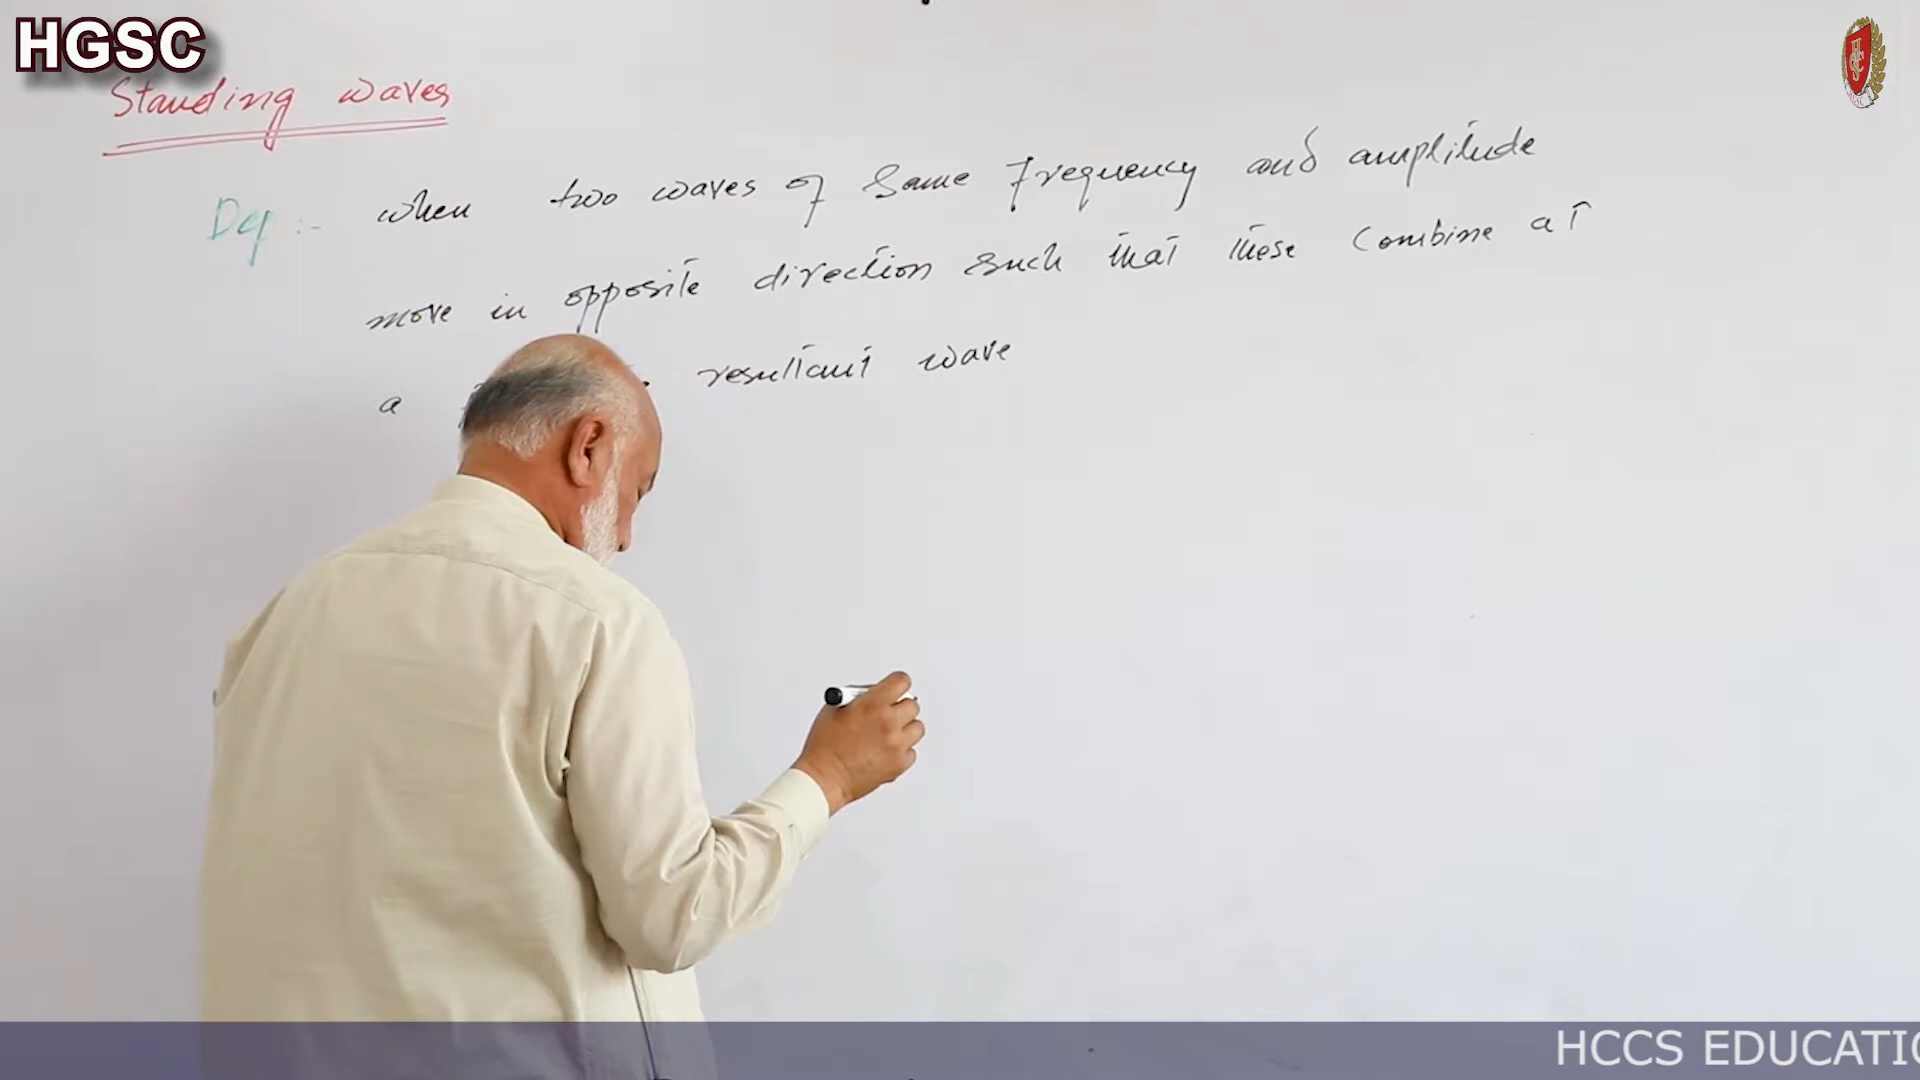 HGSC
Standing waves
Def :- when two waves of Same Frequency and amplitude
move in opposite direction such that these Combine at
a resultant wave
HCCS EDUCATIO